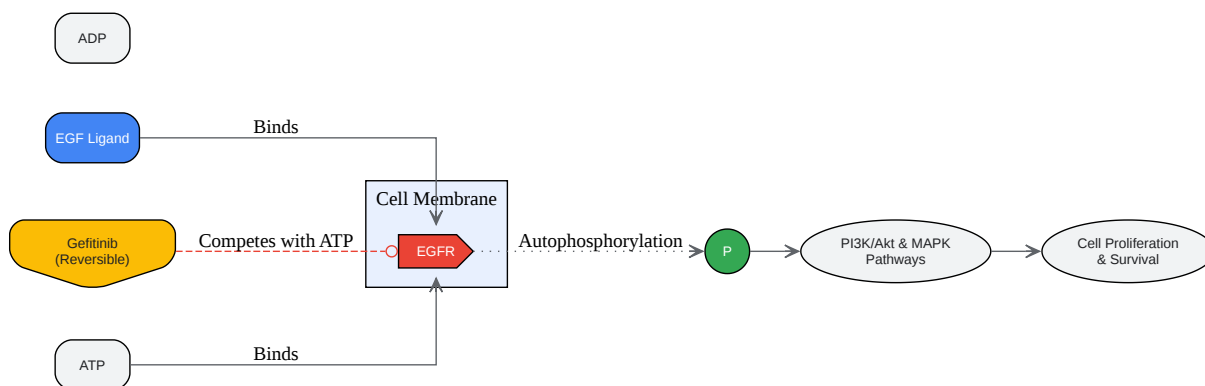 ADP
EGF Ligand
Binds
Cell Membrane
Gefitinib
(Reversible)
Competes with ATP
EGFR
Autophosphorylation
P
PI3K/Akt & MAPK
Pathways
Cell Proliferation
& Survival
ATP
Binds